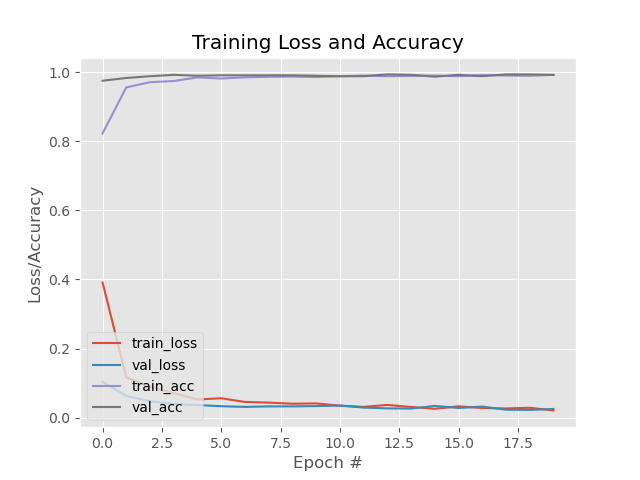 Training Loss and Accuracy
Loss/Accuracy
1.0
0.8
0.6
0.4
0.2
0.0
train_loss
val_loss
train_acc
val_acc
0.0 2.5 5.0 7.5 10.0 12.5 15.0 17.5
Epoch #